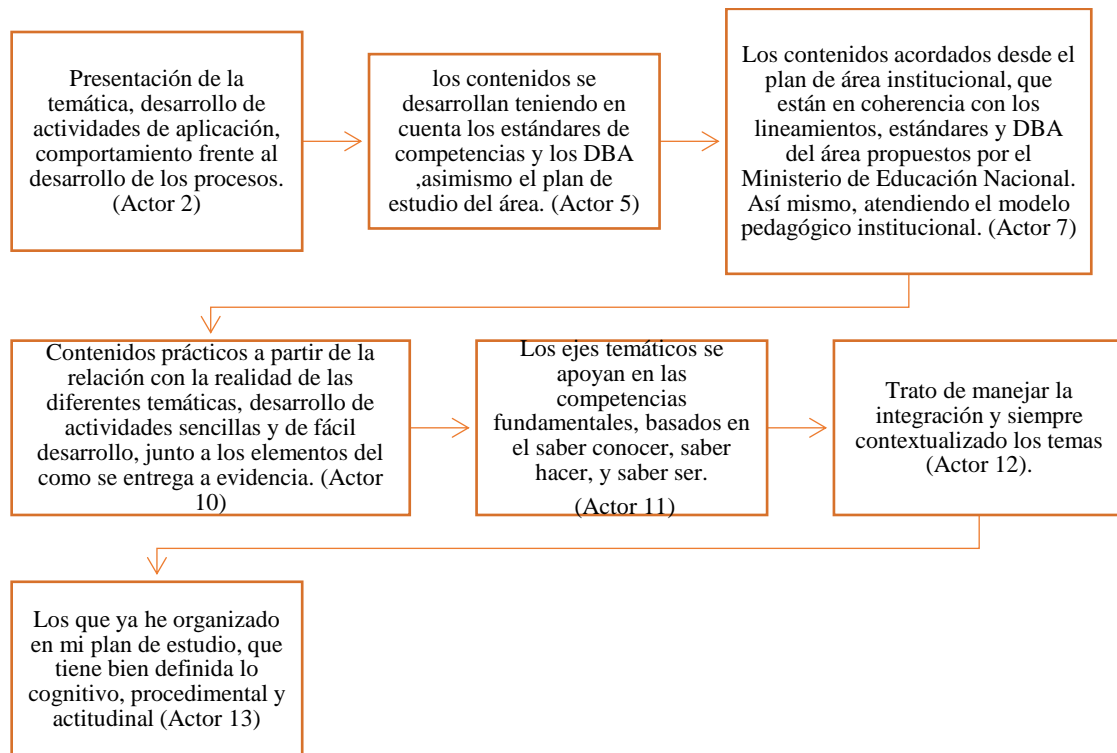 Presentación de la
temática, desarrollo de
actividades de aplicación,
comportamiento frente al
desarrollo de los procesos.
(Actor 2)
los contenidos se
desarrollan teniendo en
cuenta los estándares de
competencias y los DBA
,asimismo el plan de
estudio del área. (Actor 5)
Los contenidos acordados desde el
plan de área institucional, que
están en coherencia con los
lineamientos, estándares y DBA
del área propuestos por el
Ministerio de Educación Nacional.
Así mismo, atendiendo el modelo
pedagógico institucional. (Actor 7)
Contenidos prácticos a partir de la
relación con la realidad de las
diferentes temáticas, desarrollo de
actividades sencillas y de fácil
desarrollo, junto a los elementos del
como se entrega a evidencia. (Actor
10)
Los ejes temáticos se
apoyan en las
competencias
fundamentales, basados en
el saber conocer, saber
hacer, y saber ser.
(Actor 11)
Trato de manejar la
integración y siempre
contextualizado los temas
(Actor 12).
Los que ya he organizado
en mi plan de estudio, que
tiene bien definida lo
cognitivo, procedimental y
actitudinal (Actor 13)